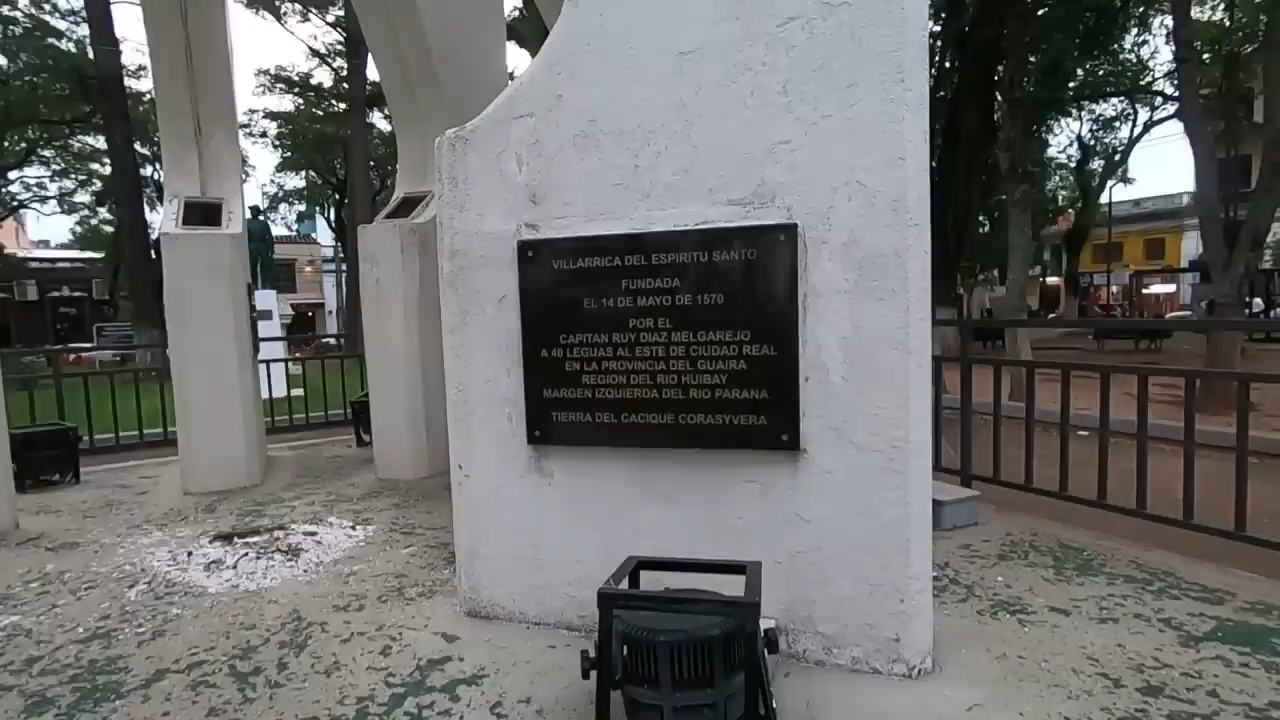 VILLARRICA DEL ESPIRITU SANTO
FUNDADA
EL 14 DE MAYO DE 1570
POR EL
CAPITAN RUY DIAZ MELGAREJO
A 40 LEGUAS AL ESTE DE CIUDAD REAL
EN LA PROVINCIA DEL GUAIRA
REGION DEL RIO HUIBAY
MARGEN IZQUIERDA DEL RIO PARANA.
TIERRA DEL CACIQUE CORASYVERA